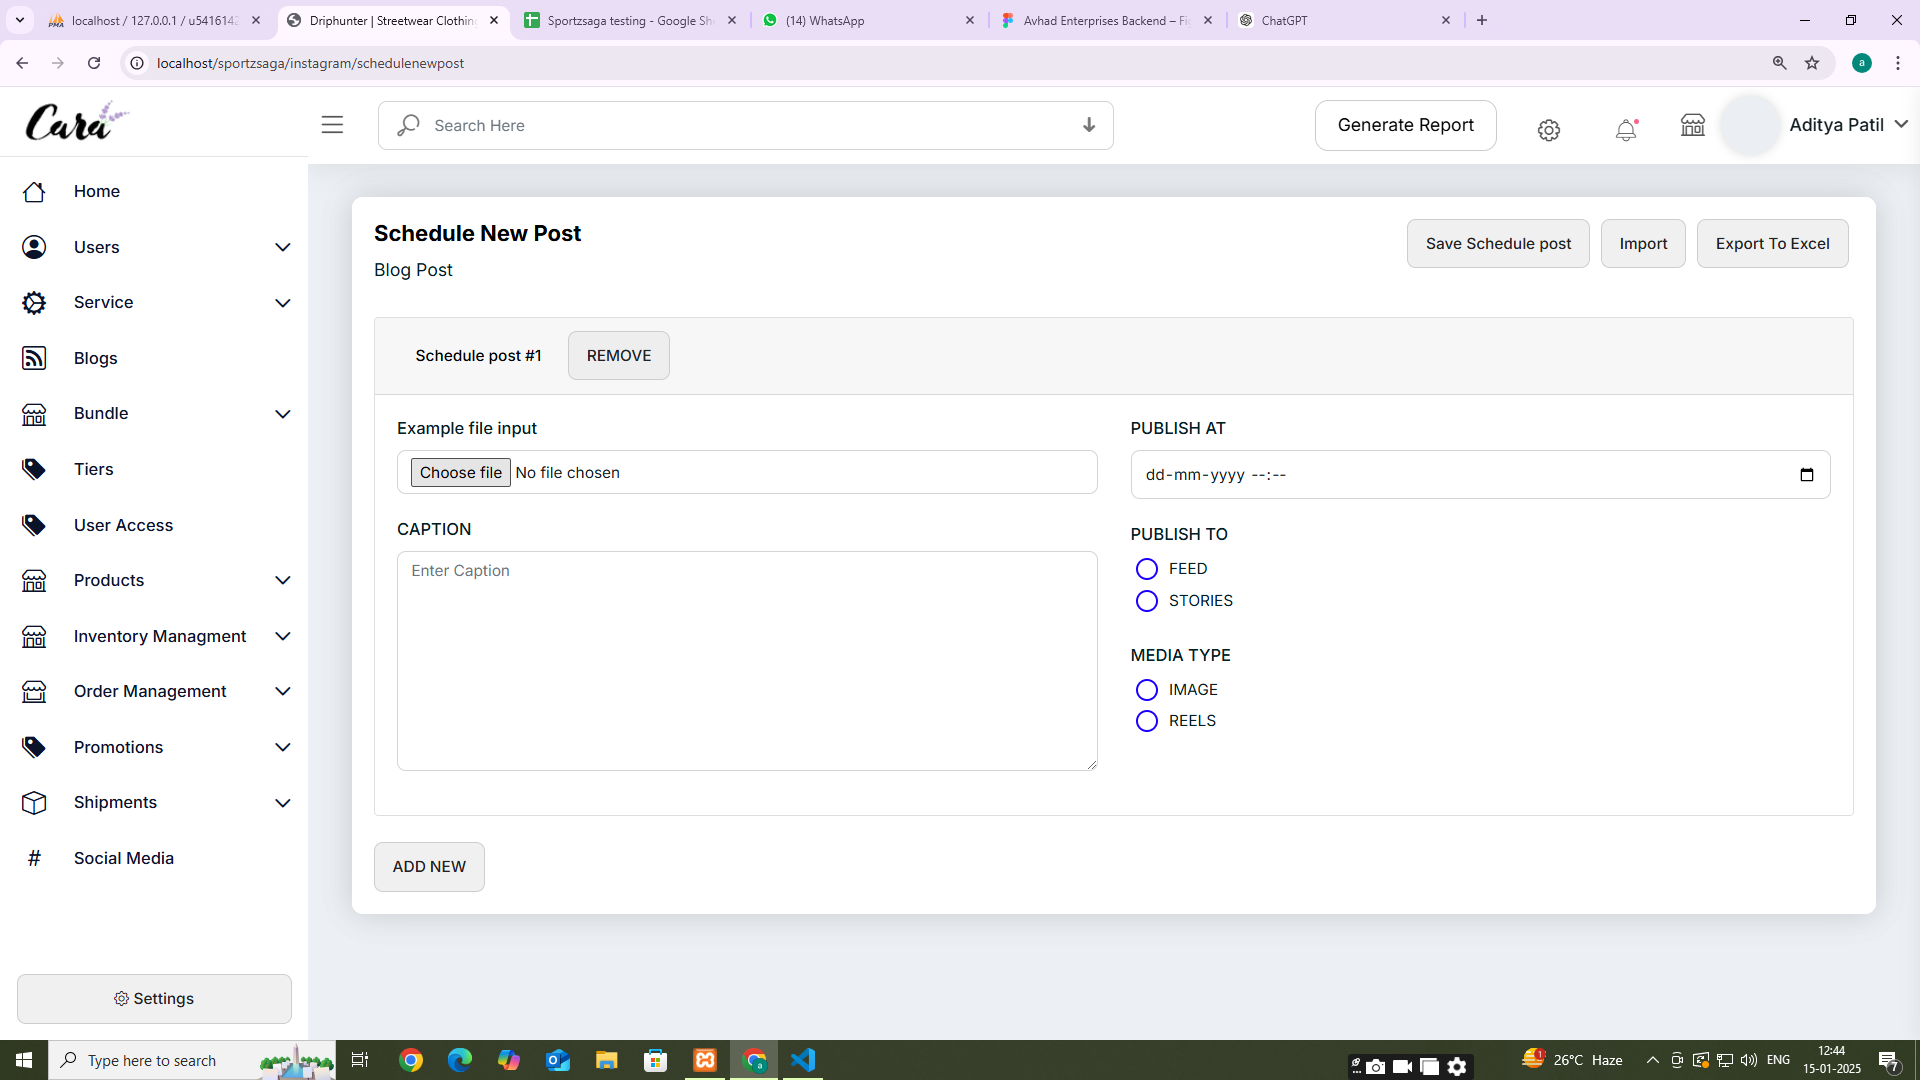 localhost / 127.0.0.1 / u541614
Driphunter | Streetwear Clothin
Sportzsaga testing - Google Sh
(14) WhatsApp
Avhad Enterprises Backend – Fi
ChatGPT
localhost/sportzsaga/instagram/schedulenewpost
a
Cara
Search Here
Generate Report
Aditya Patil
Home
Users
Service
Blogs
Bundle
Tiers
User Access
Products
Inventory Managment
Order Management
Promotions
Shipments
# Social Media
Settings
Schedule New Post
Blog Post
Save Schedule post
Import
Export To Excel
Schedule post #1
REMOVE
Example file input
Choose file No file chosen
CAPTION
Enter Caption
PUBLISH AT
dd-mm-yyyy --:--
PUBLISH TO
FEED
STORIES
MEDIA TYPE
IMAGE
REELS
ADD NEW
Type here to search
26°C Haze
ENG
12:44
15-01-2025
7